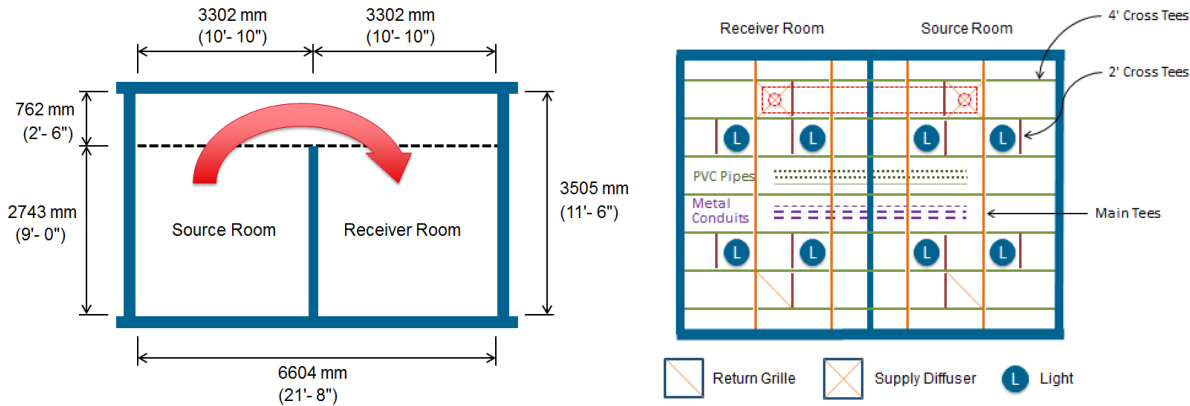 3302 mm
(10'- 10")
3302 mm
(10'- 10")
762 mm
(2'- 6")
2743 mm
(9'- 0")
3505 mm
(11'- 6")
Source Room
Receiver Room
6604 mm
(21'- 8")
Receiver Room
Source Room
4' Cross Tees
2' Cross Tees
L
L
L
L
PVC Pipes
Metal
Conduits
Main Tees
L
L
L
L
Return Grille
Supply Diffuser
L
Light